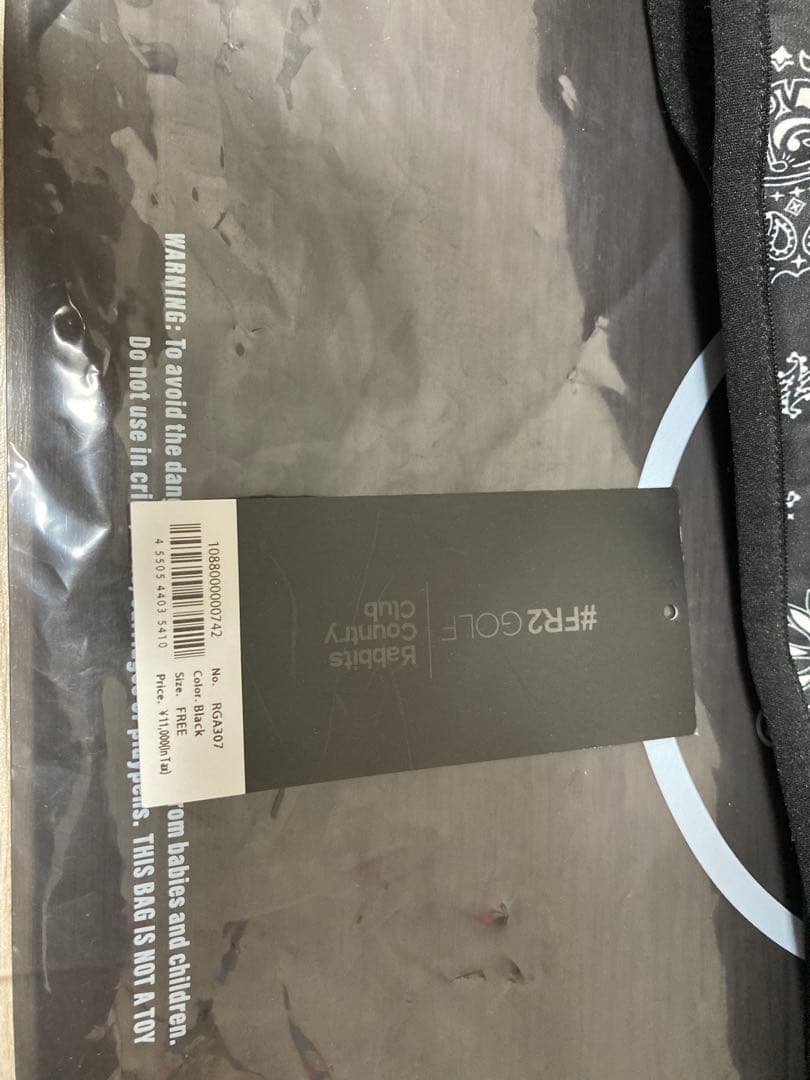 #FR2 GOLF
Rabbits
Country
Club
1088000000742
4 5505 4403 5410
No. RGA307
Color. Black
Size. FREE
Price. ¥11,000(In Tax)
WARNING: To avoid the dan
om babies and children.
Do not use in cri
THIS BAG IS NOT A TOY